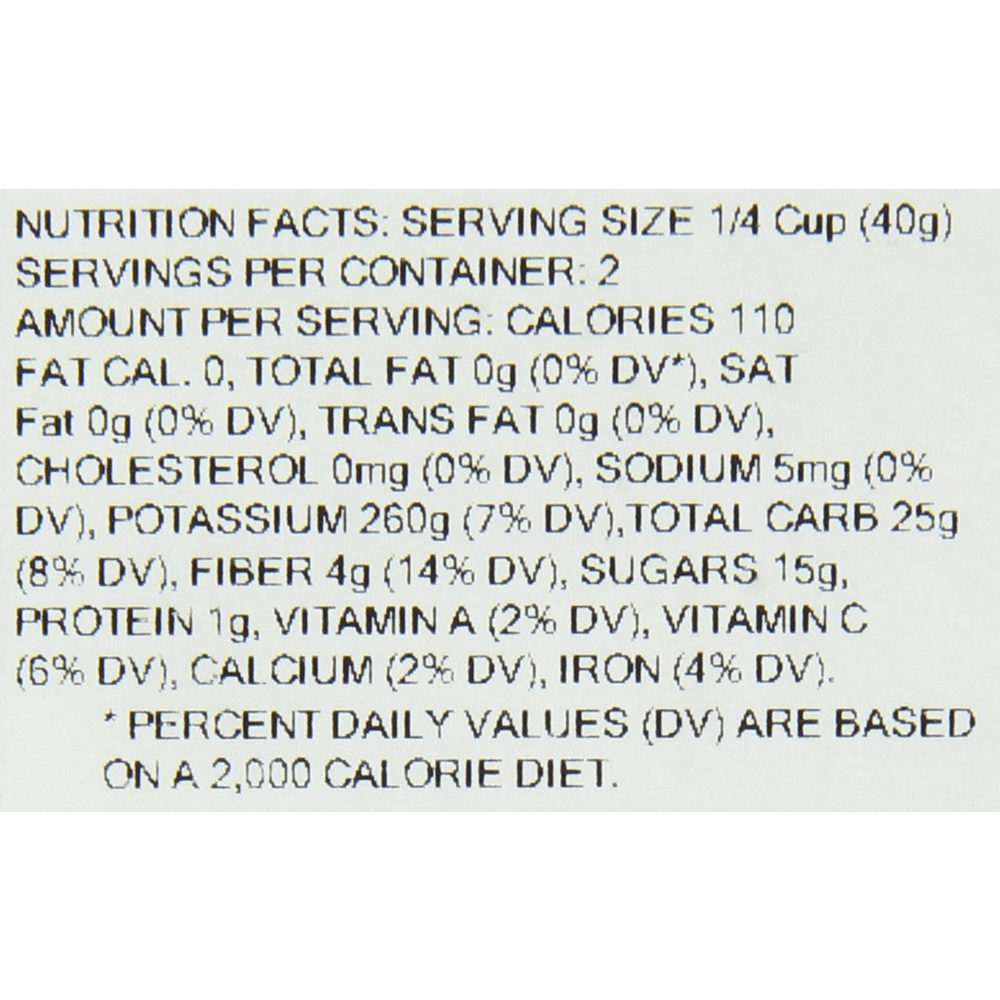 NUTRITION FACTS: SERVING SIZE 1/4 Cup (40g)
SERVINGS PER CONTAINER: 2
AMOUNT PER SERVING: CALORIES 110
FAT CAL. 0, TOTAL FAT 0g (0% DV*), SAT
Fat 0g (0% DV), TRANS FAT 0g (0% DV),
CHOLESTEROL 0mg (0% DV), SODIUM 5mg (0%
DV), POTASSIUM 260g (7% DV),TOTAL CARB 25g
(8% DV), FIBER 4g (14% DV), SUGARS 15g,
PROTEIN 1g, VITAMIN A (2% DV), VITAMIN C
(6% DV), CALCIUM (2% DV), IRON (4% DV).
* PERCENT DAILY VALUES (DV) ARE BASED
ON A 2,000 CALORIE DIET.